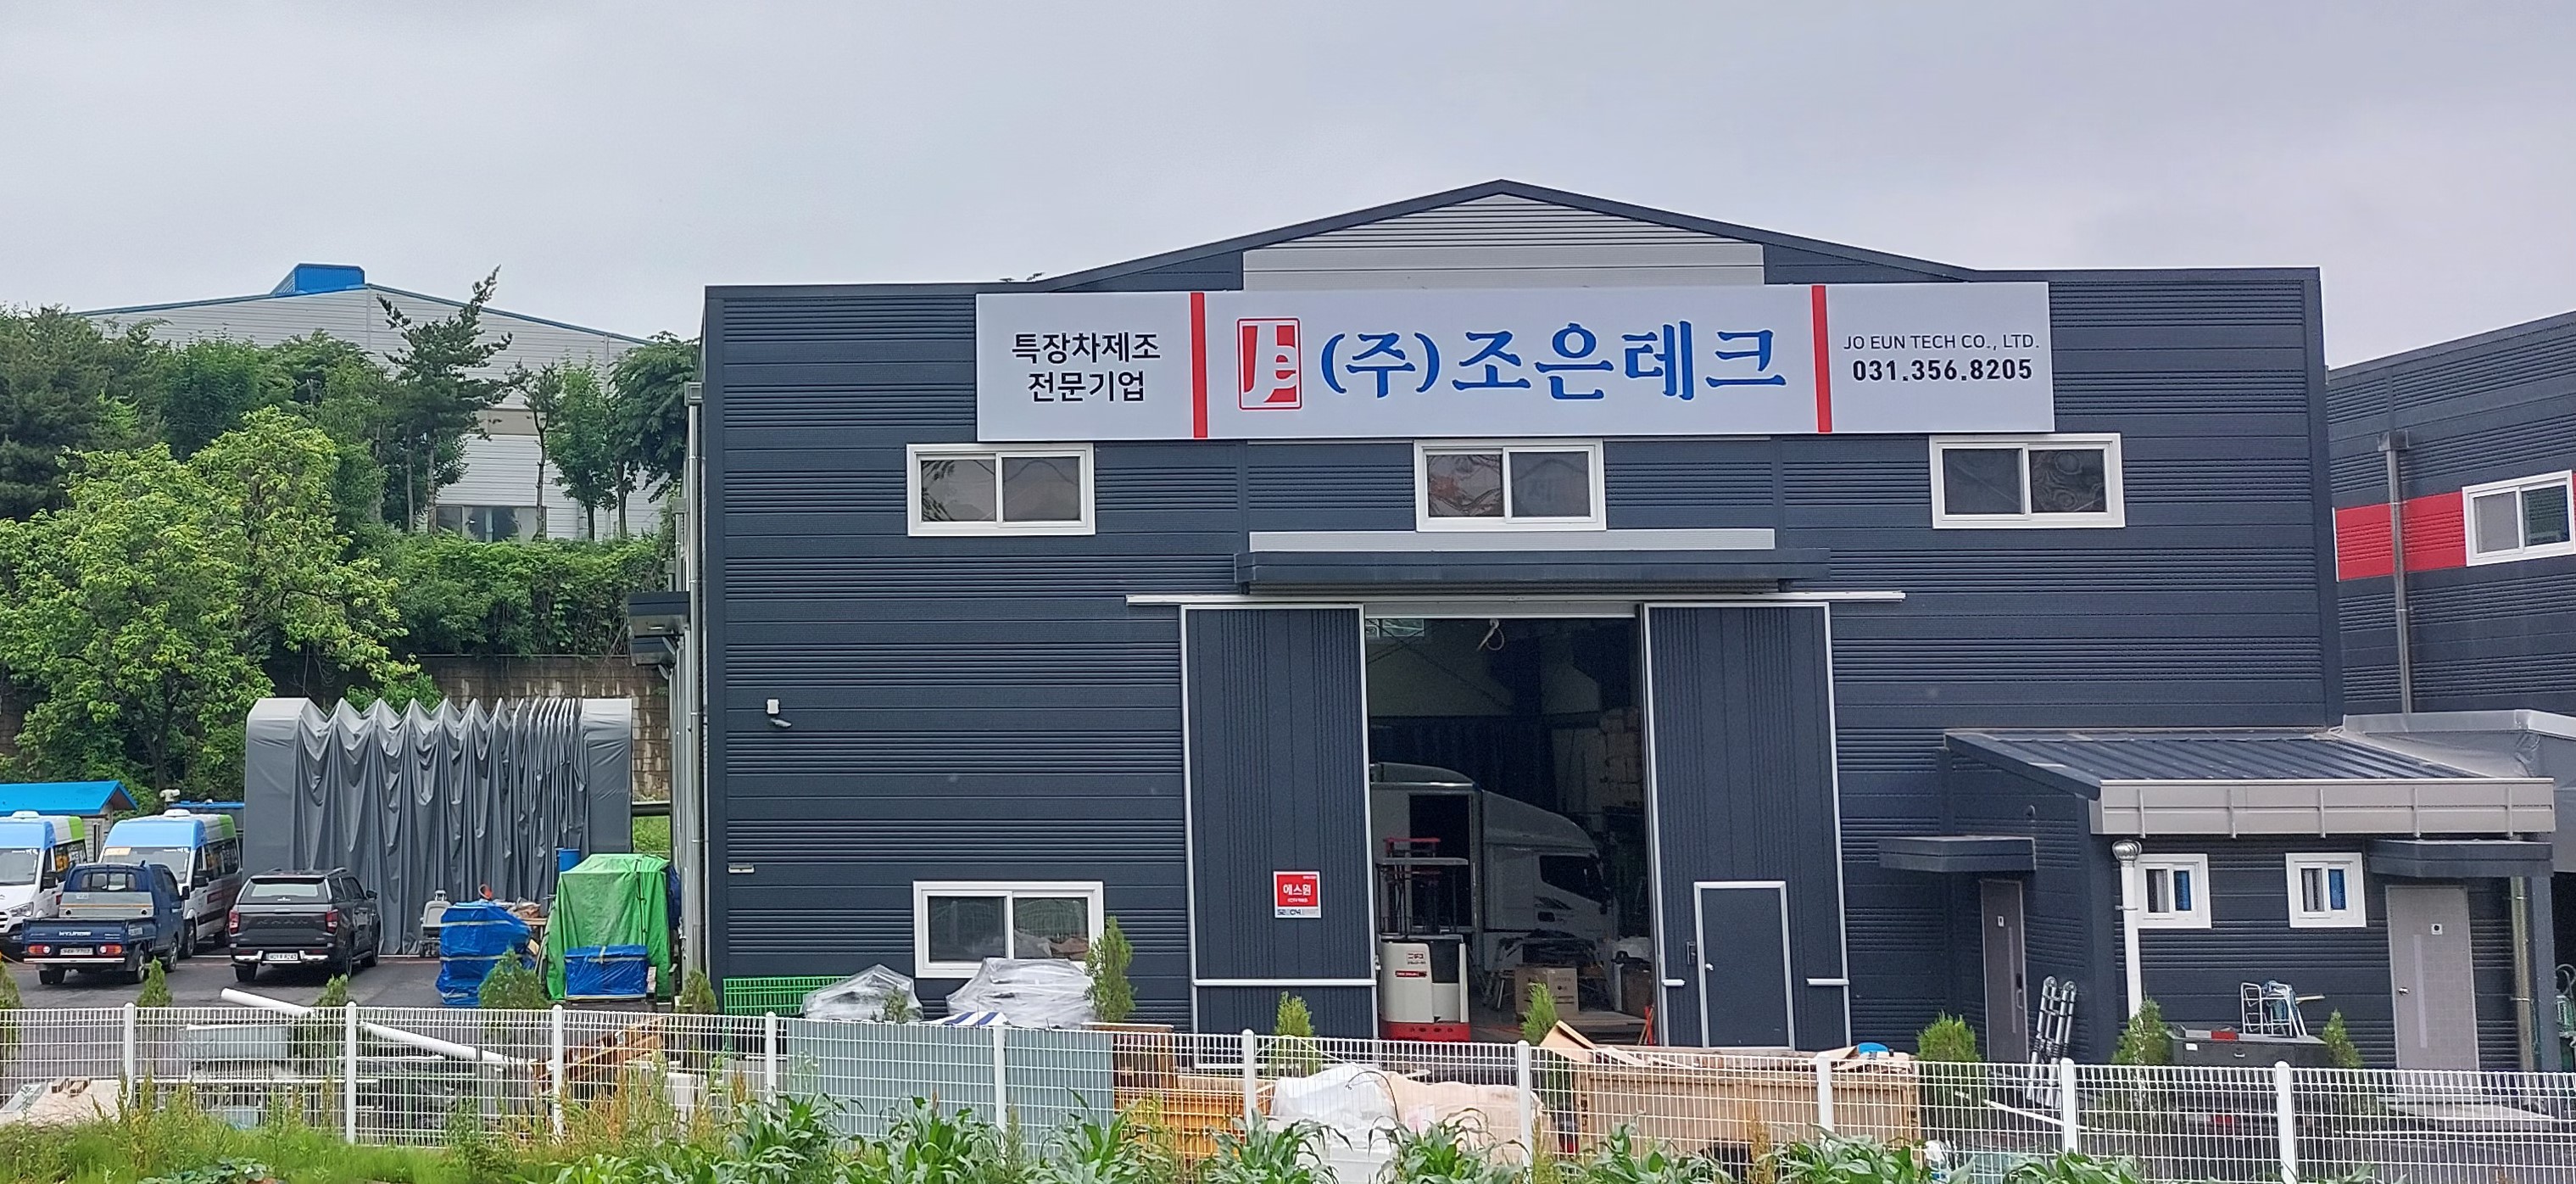 특장차제조
전문기업
(주)조은테크
JO EUN TECH CO., LTD.
031.356.8205
에스원
HYUNDAI